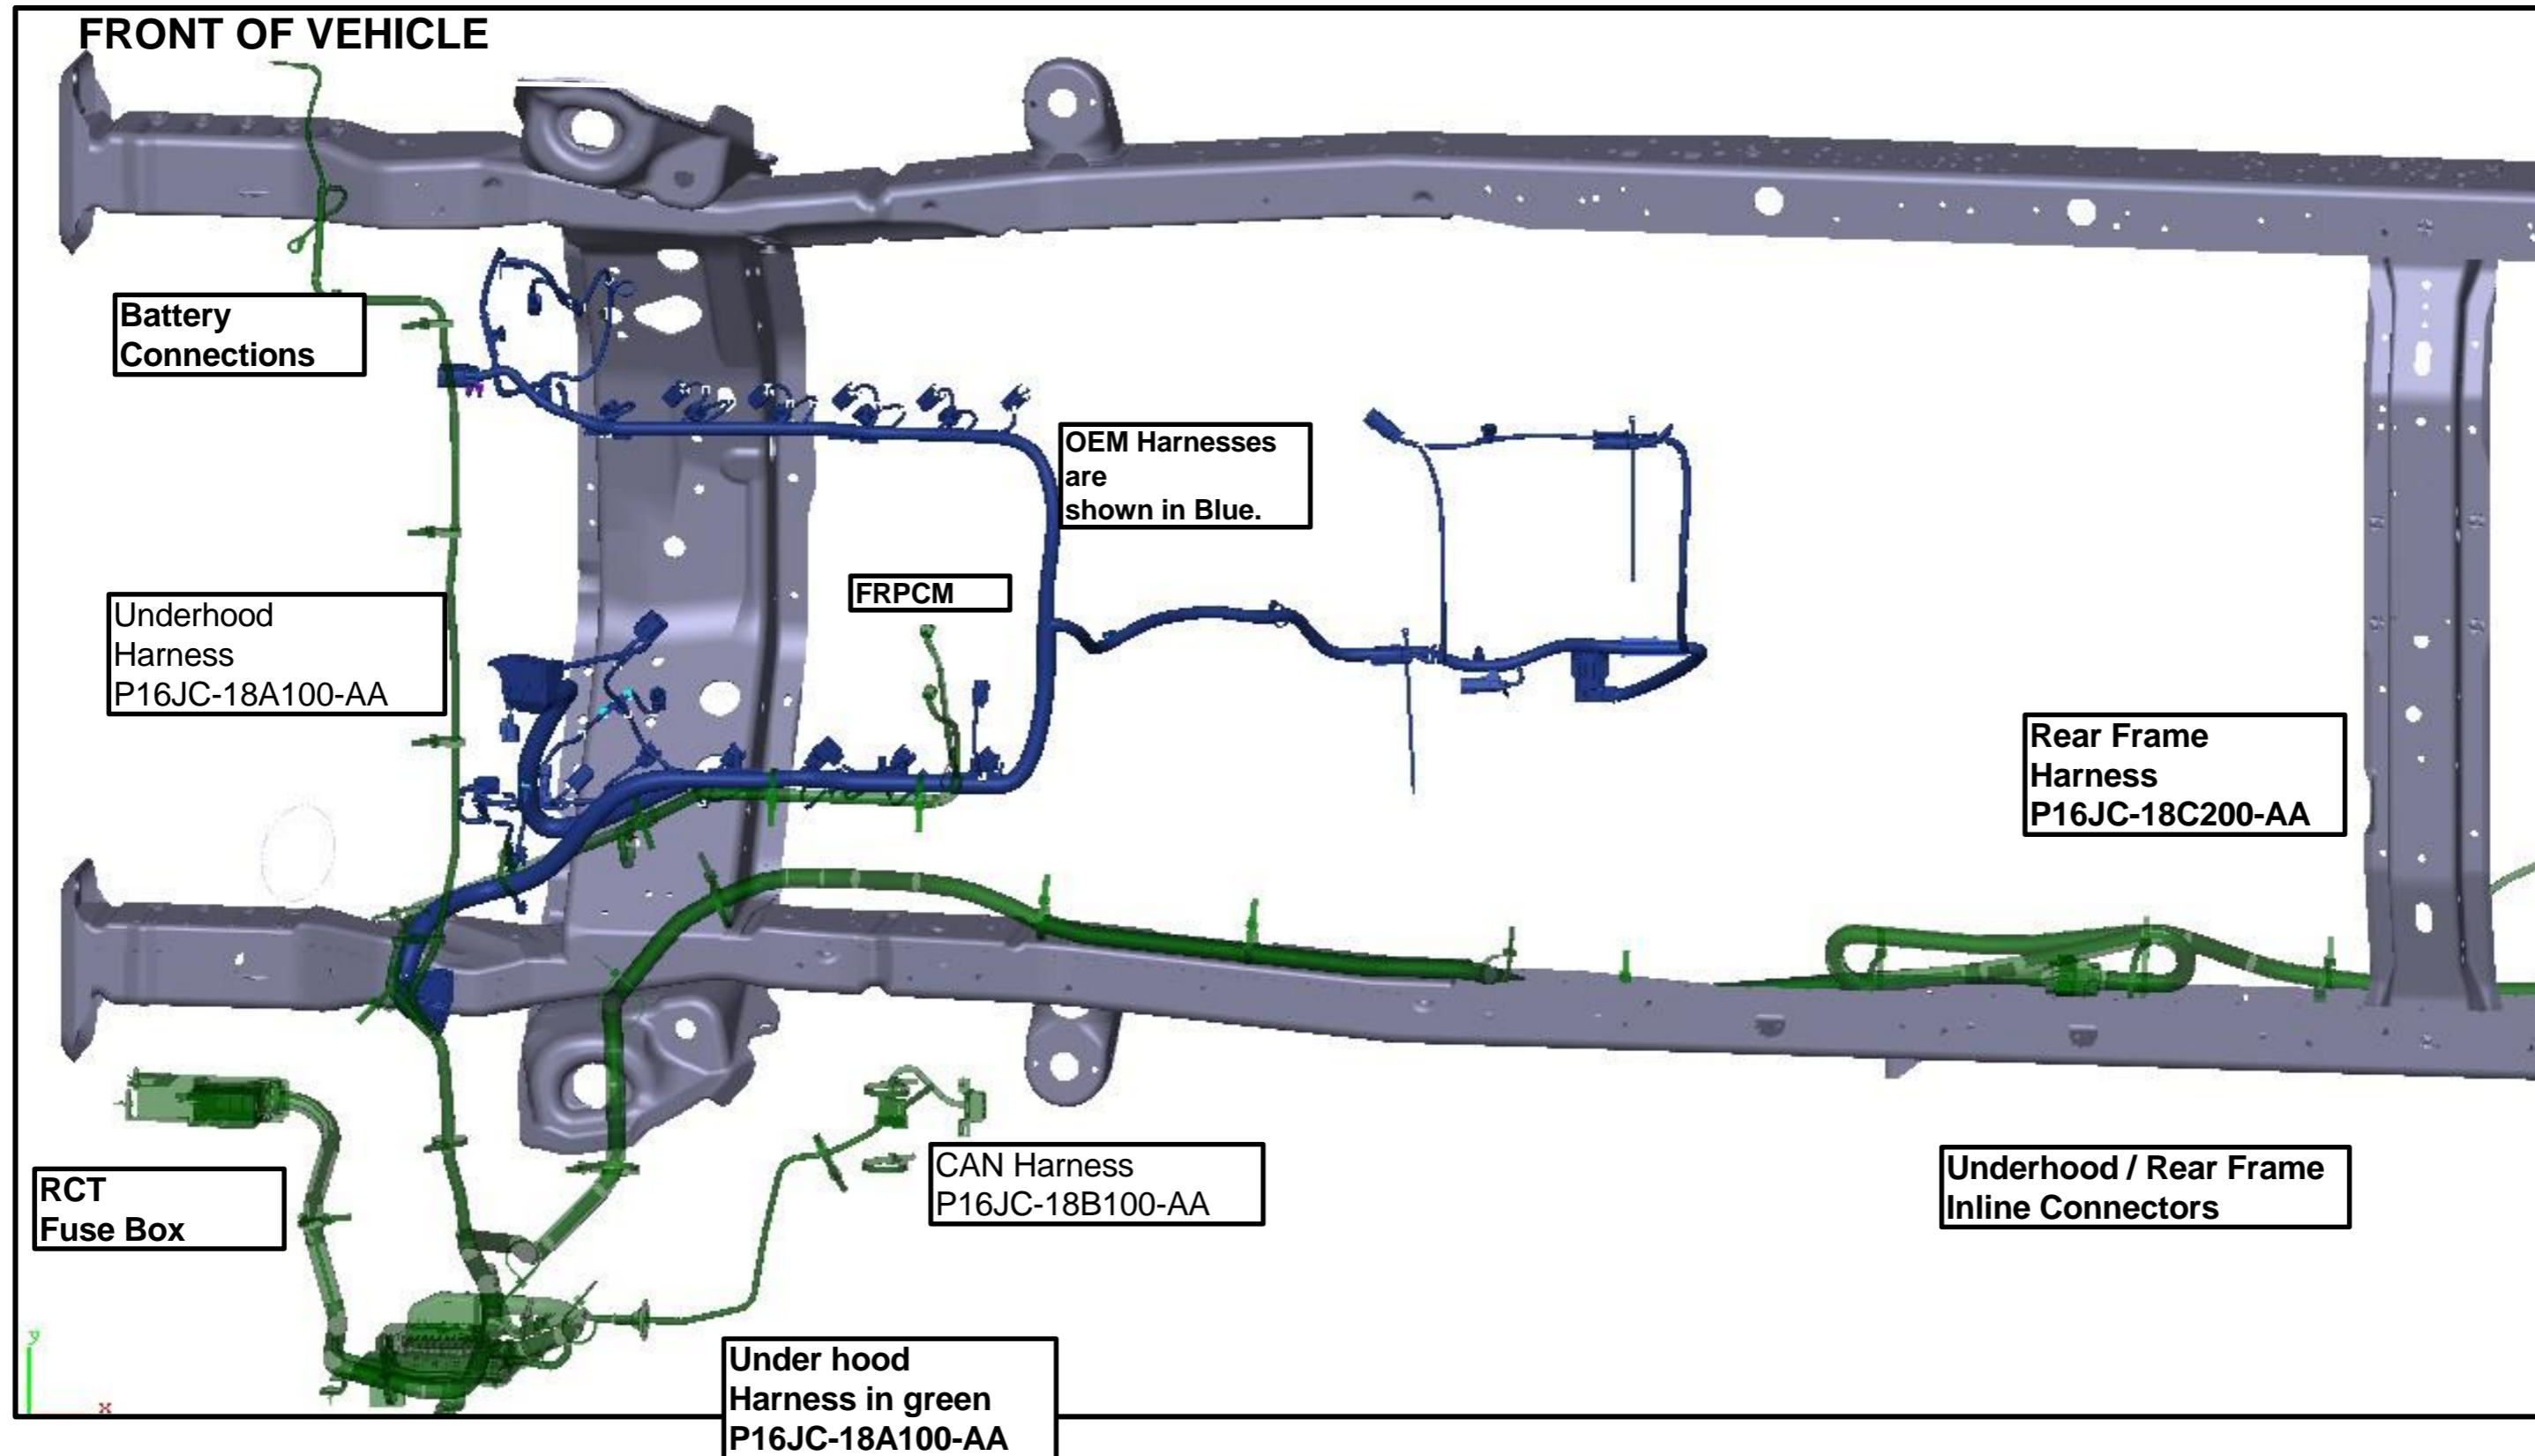 FRONT OF VEHICLE
Battery
Connections
OEM Harnesses
are
shown in Blue.
FRPCM
Underhood
Harness
P16JC-18A100-AA
Rear Frame
Harness
P16JC-18C200-AA
CAN Harness
P16JC-18B100-AA
Underhood / Rear Frame
Inline Connectors
RCT
Fuse Box
Under hood
Harness in green
P16JC-18A100-AA
y
x